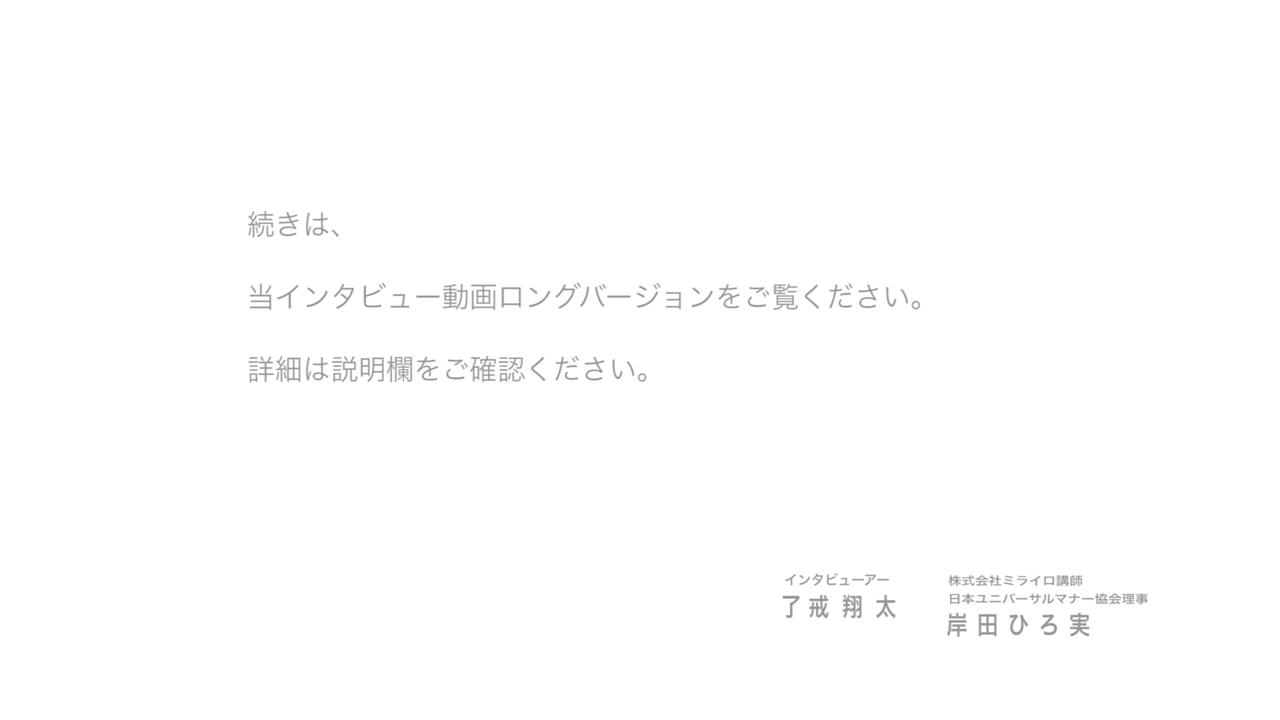 続きは、
当インタビュー動画ロングバージョンをご覧ください。
詳細は説明欄をご確認ください。
インタビューアー
了戒翔太
株式会社ミライロ講師
日本ユニバーサルマナー協会理事
岸田ひろ実